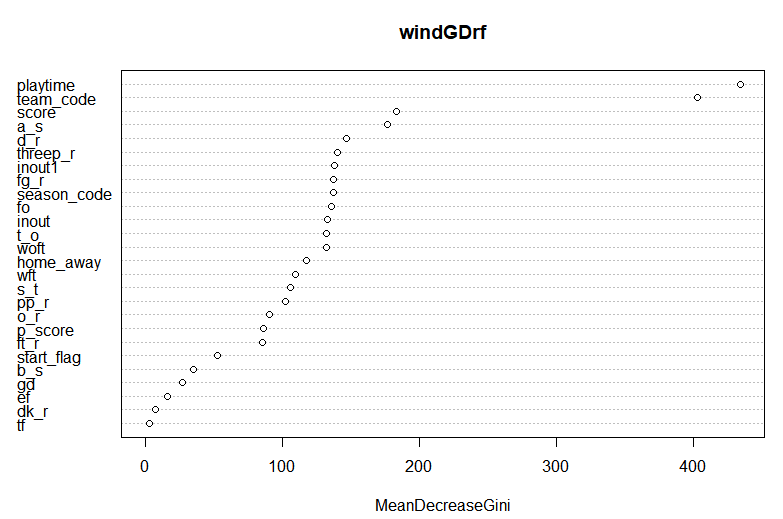 windGDrf
playtime
team_code
score
a_s
d_r
threep_r
inout1
fg_r
season_code
fo
inout
t_o
woft
home_away
wft
s_t
pp_r
o_r
p_score
ft_r
start_flag
b_s
gd
ef
dk_r
tf
0 100 200 300 400
MeanDecreaseGini